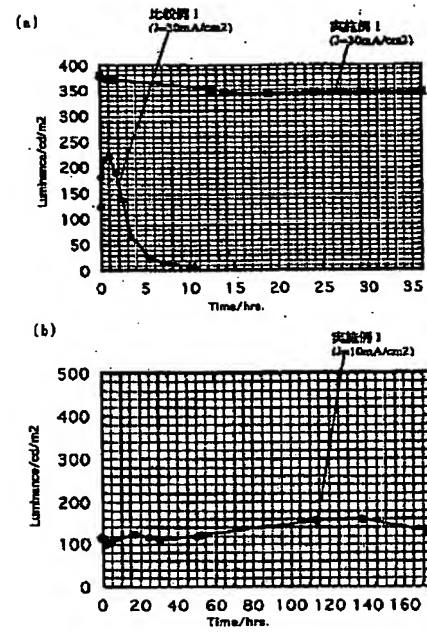 (a)
比較例 1
(J=30mA/cm2)
実施例 1
(J=30mA/cm2)
Luminance/cd/m2
400
350
300
250
200
150
100
50
0
0 5 10 15 20 25 30 35
Time/hrs.
(b)
実施例 1
(J=10mA/cm2)
Luminance/cd/m2
500
400
300
200
100
0
0 20 40 60 80 100 120 140 160
Time/hrs.